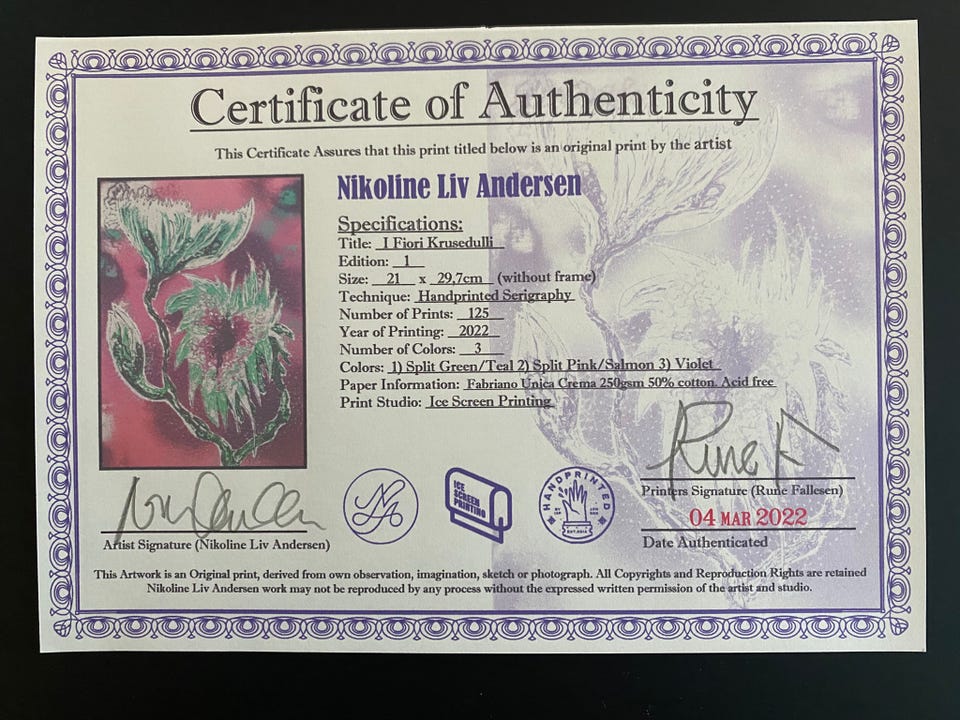 Certificate of Authenticity
This Certificate Assures that this print titled below is an original print by the artist
Nikoline Liv Andersen
Specifications:
Title: I Fiori Krusedulli
Edition: 1
Size: 21 x 29,7cm (without frame)
Technique: Handprinted Serigraphy
Number of Prints: 125
Year of Printing: 2022
Number of Colors: 3
Colors: 1) Split Green/Teal 2) Split Pink/Salmon 3) Violet
Paper Information: Fabriano Unica Crema 250gsm 50% cotton. Acid free
Print Studio: Ice Screen Printing
Artist Signature (Nikoline Liv Andersen)
NA
ICE
SCREEN
PRINTING
HANDPRINTED
Rune
Printers Signature (Rune Fallesen)
04 MAR 2022
Date Authenticated
This Artwork is an Original print, derived from own observation, imagination, sketch or photograph. All Copyrights and Reproduction Rights are retained
Nikoline Liv Andersen work may not be reproduced by any process without the expressed written permission of the artist and studio.